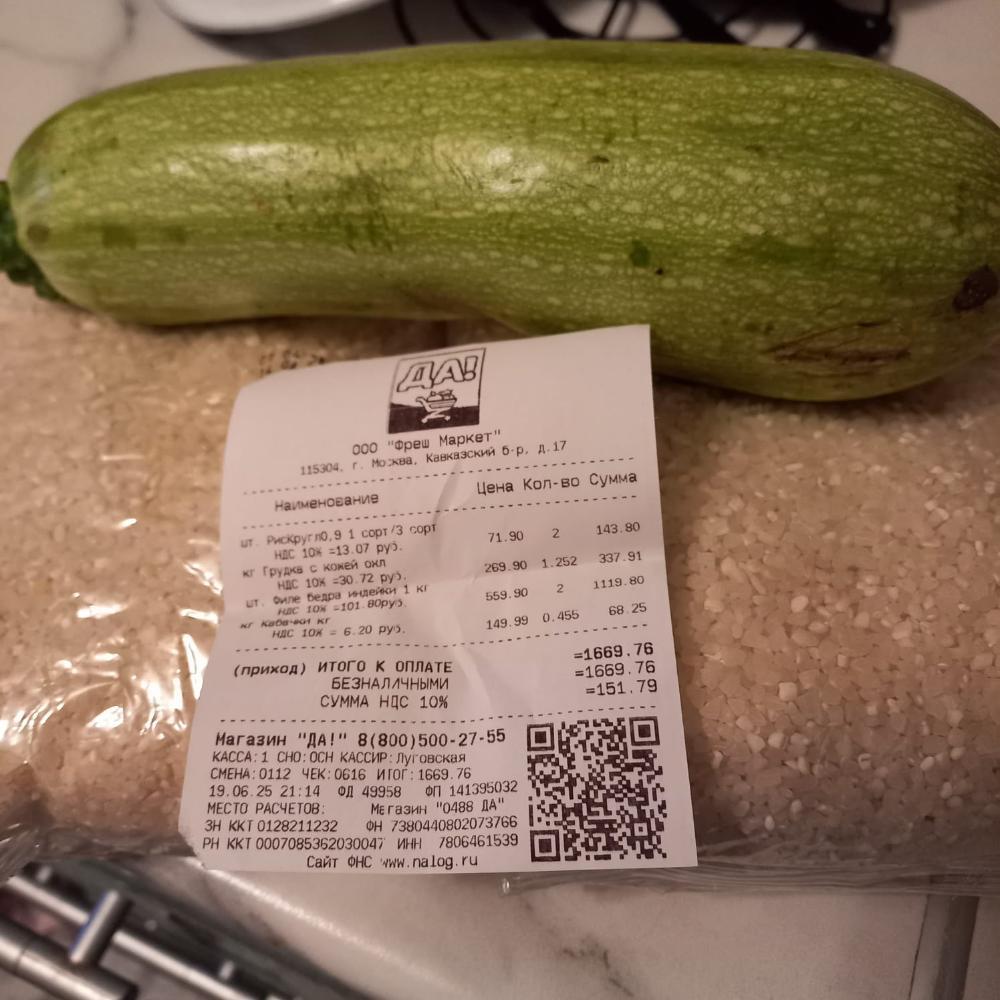 ДА!
ООО "Фреш Маркет"
115304, г. Москва, Кавказский б-р, д.17
Наименование Цена Кол-во Сумма
шт. РисКругл0,9 1 сорт/3 сорт 71.90 2 143.80
НДС 10% =13.07 руб.
кг Грудка с кожей охл 269.90 1.252 337.91
НДС 10% =30.72 руб.
шт. Филе бедра индейки 1 кг 559.90 2 1119.80
НДС 10% =101.80руб.
кг Кабачки кг 149.99 0.455 68.25
НДС 10% = 6.20 руб.
(приход) ИТОГО К ОПЛАТЕ =1669.76
БЕЗНАЛИЧНЫМИ =1669.76
СУММА НДС 10% =151.79
Магазин "ДА!" 8(800)500-27-55
КАССА:1 СНО:ОСН КАССИР:Луговская
СМЕНА:0112 ЧЕК:0616 ИТОГ:1669.76
19.06.25 21:14 ФД 49958 ФП 141395032
МЕСТО РАСЧЕТОВ: Магазин "0488 ДА"
ЗН ККТ 0128211232 ФН 7380440802073766
РН ККТ 0007085362030047 ИНН 7806461539
Сайт ФНС www.nalog.ru